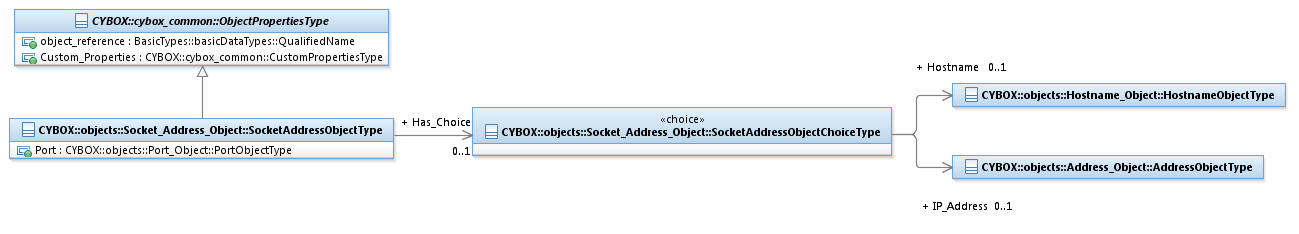 CYBOX::cybox_common::ObjectPropertiesType
object_reference : BasicTypes::basicDataTypes::QualifiedName
Custom_Properties : CYBOX::cybox_common::CustomPropertiesType
CYBOX::objects::Socket_Address_Object::SocketAddressObjectType
Port : CYBOX::objects::Port_Object::PortObjectType
+ Has_Choice
0..1
«choice»
CYBOX::objects::Socket_Address_Object::SocketAddressObjectChoiceType
+ Hostname 0..1
CYBOX::objects::Hostname_Object::HostnameObjectType
CYBOX::objects::Address_Object::AddressObjectType
+ IP_Address 0..1